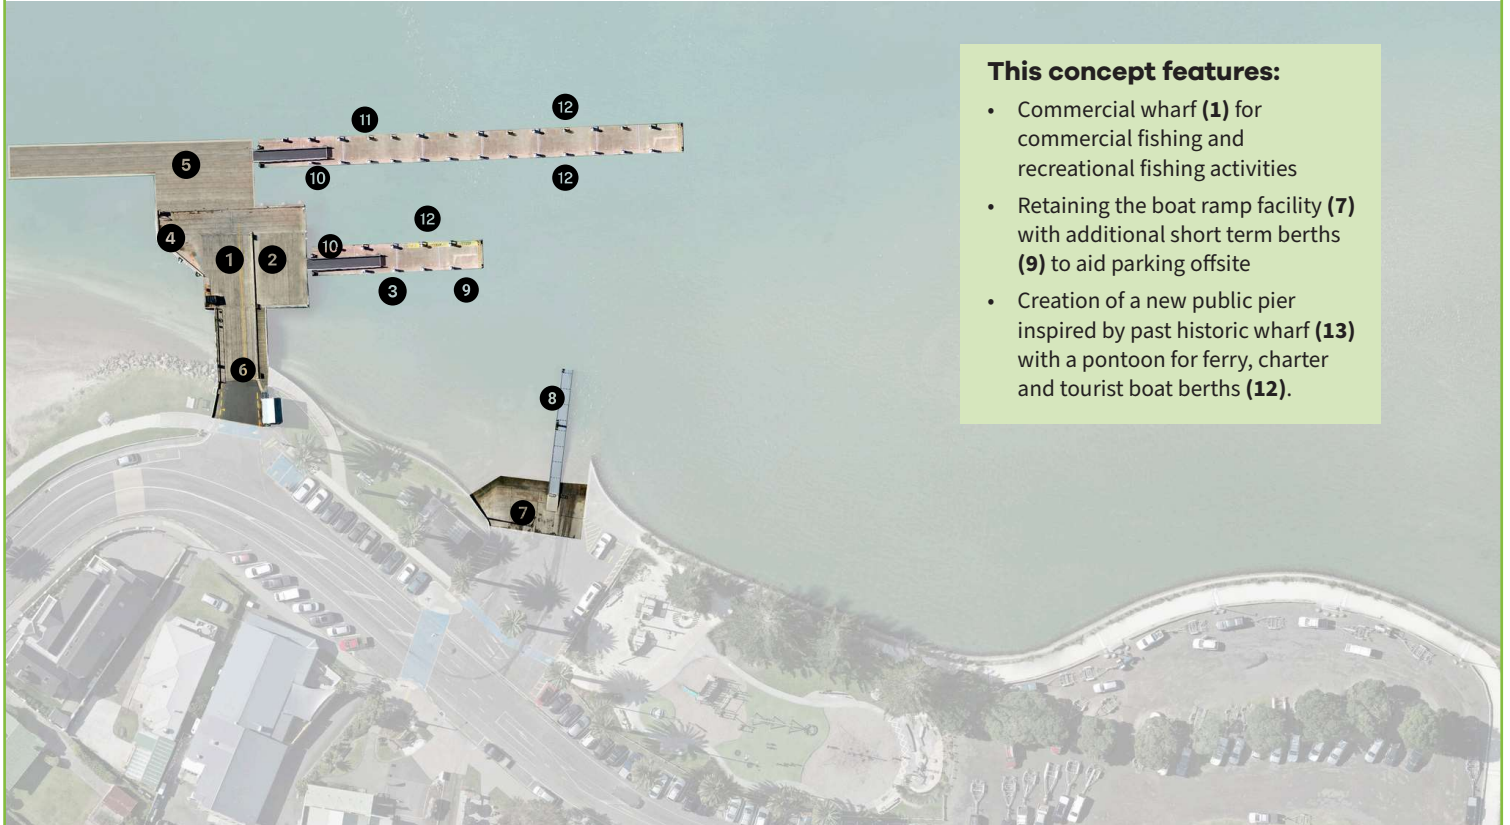 11
12
5
10
12
12
4
1
2
10
3
9
6
8
7
This concept features:
• Commercial wharf (1) for
commercial fishing and
recreational fishing activities
• Retaining the boat ramp facility (7)
with additional short term berths
(9) to aid parking offsite
• Creation of a new public pier
inspired by past historic wharf (13)
with a pontoon for ferry, charter
and tourist boat berths (12).